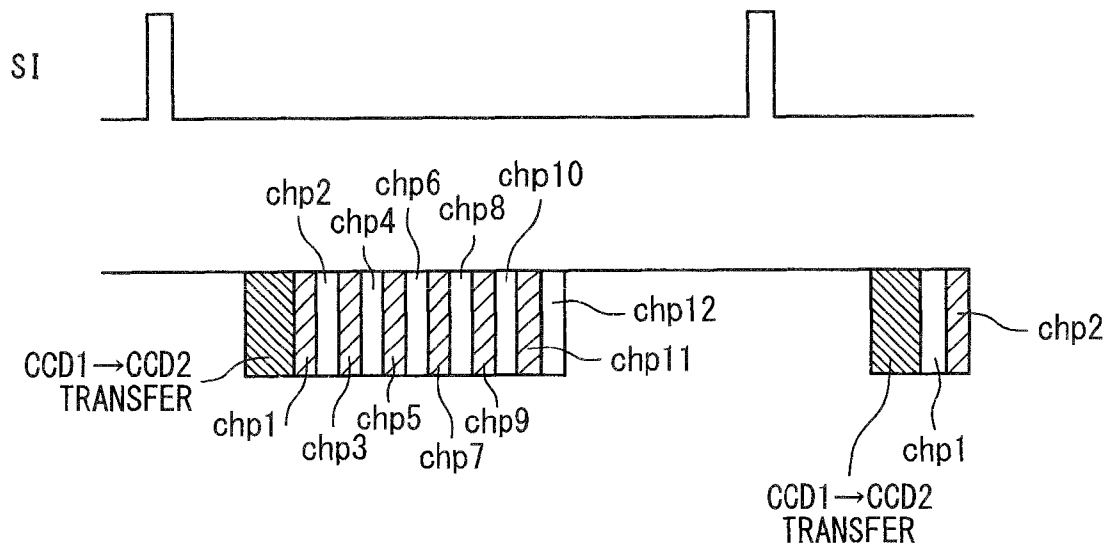 SI
chp2
chp4
chp6
chp8
chp10
chp12
chp11
CCD1→CCD2
TRANSFER
chp1
chp3
chp5
chp7
chp9
chp2
chp1
CCD1→CCD2
TRANSFER